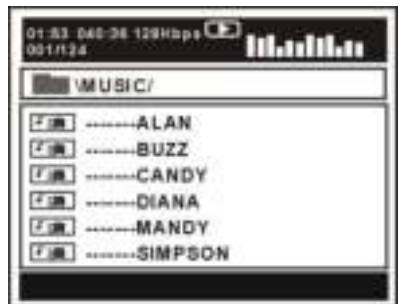 01:53 040:36 128Kbps
001/124
\MUSIC/
-------ALAN
-------BUZZ
-------CANDY
-------DIANA
-------MANDY
-------SIMPSON